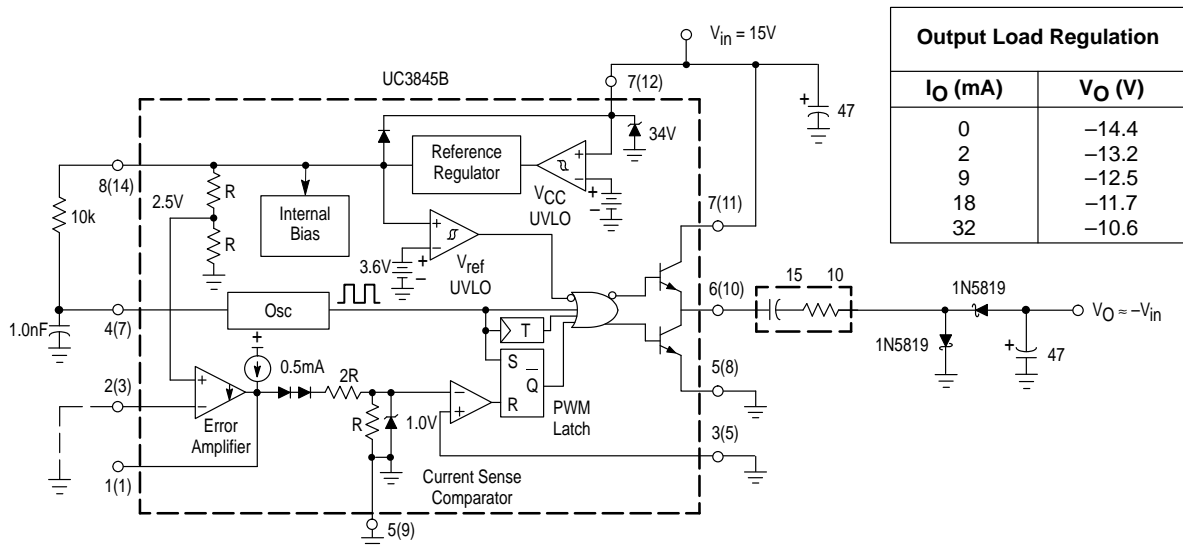 V_in = 15V
UC3845B
7(12)
+
47
34V
8(14)
R
Reference
Regulator
+
−
V_CC
UVLO
+
−
2.5V
10k
Internal
Bias
R
+
−
V_ref
UVLO
3.6V
+
−
7(11)
15
10
6(10)
1N5819
V_O ≈ −V_in
4(7)
1.0nF
Osc
T
1N5819
+
47
+
0.5mA
S
Q
R
5(8)
2(3)
+
−
2R
−
+
Error
Amplifier
R
1.0V
PWM
Latch
3(5)
1(1)
Current Sense
Comparator
5(9)
Output Load Regulation
I_O (mA)
V_O (V)
0 −14.4
2 −13.2
9 −12.5
18 −11.7
32 −10.6